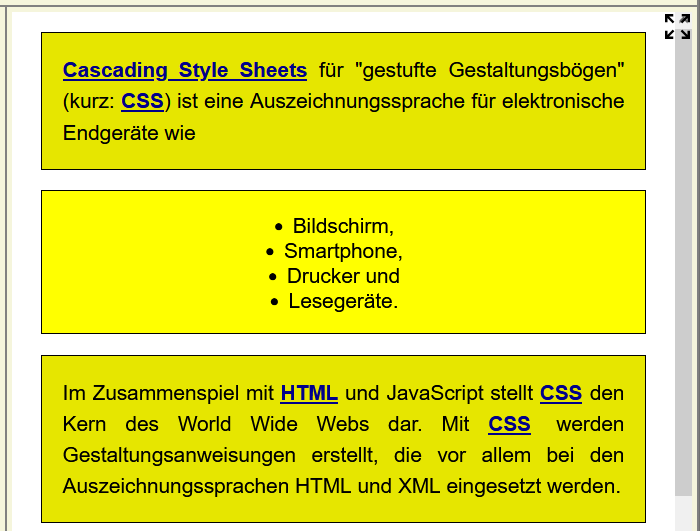 Cascading Style Sheets für "gestufte Gestaltungsbögen"
(kurz: CSS) ist eine Auszeichnungssprache für elektronische
Endgeräte wie
• Bildschirm,
• Smartphone,
• Drucker und
• Lesegeräte.
Im Zusammenspiel mit HTML und JavaScript stellt CSS den
Kern des World Wide Webs dar. Mit CSS werden
Gestaltungsanweisungen erstellt, die vor allem bei den
Auszeichnungssprachen HTML und XML eingesetzt werden.